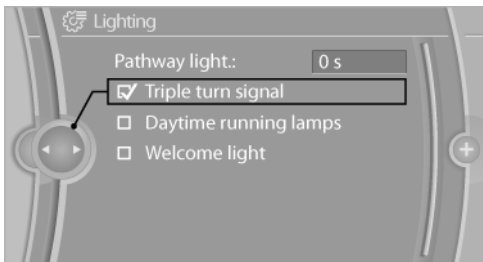 Lighting
Pathway light.: 0 s
Triple turn signal
Daytime running lamps
Welcome light